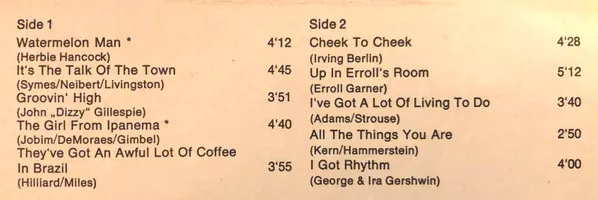 Side 1
Watermelon Man * 4'12
(Herbie Hancock)
It's The Talk Of The Town 4'45
(Symes/Neibert/Livingston)
Groovin' High 3'51
(John „Dizzy" Gillespie)
The Girl From Ipanema * 4'40
(Jobim/DeMoraes/Gimbel)
They've Got An Awful Lot Of Coffee
In Brazil 3'55
(Hilliard/Miles)
Side 2
Cheek To Cheek 4'28
(Irving Berlin)
Up In Erroll's Room 5'12
(Erroll Garner)
I've Got A Lot Of Living To Do 3'40
(Adams/Strouse)
All The Things You Are 2'50
(Kern/Hammerstein)
I Got Rhythm 4'00
(George & Ira Gershwin)